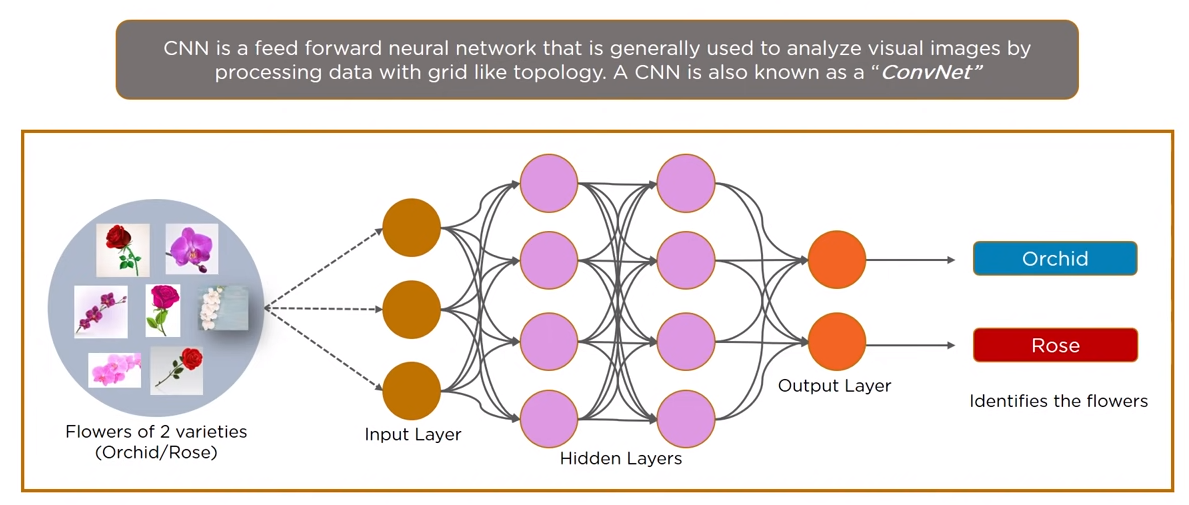 CNN is a feed forward neural network that is generally used to analyze visual images by
processing data with grid like topology. A CNN is also known as a “ConvNet”
Flowers of 2 varieties
(Orchid/Rose)
Input Layer
Hidden Layers
Output Layer
Orchid
Rose
Identifies the flowers